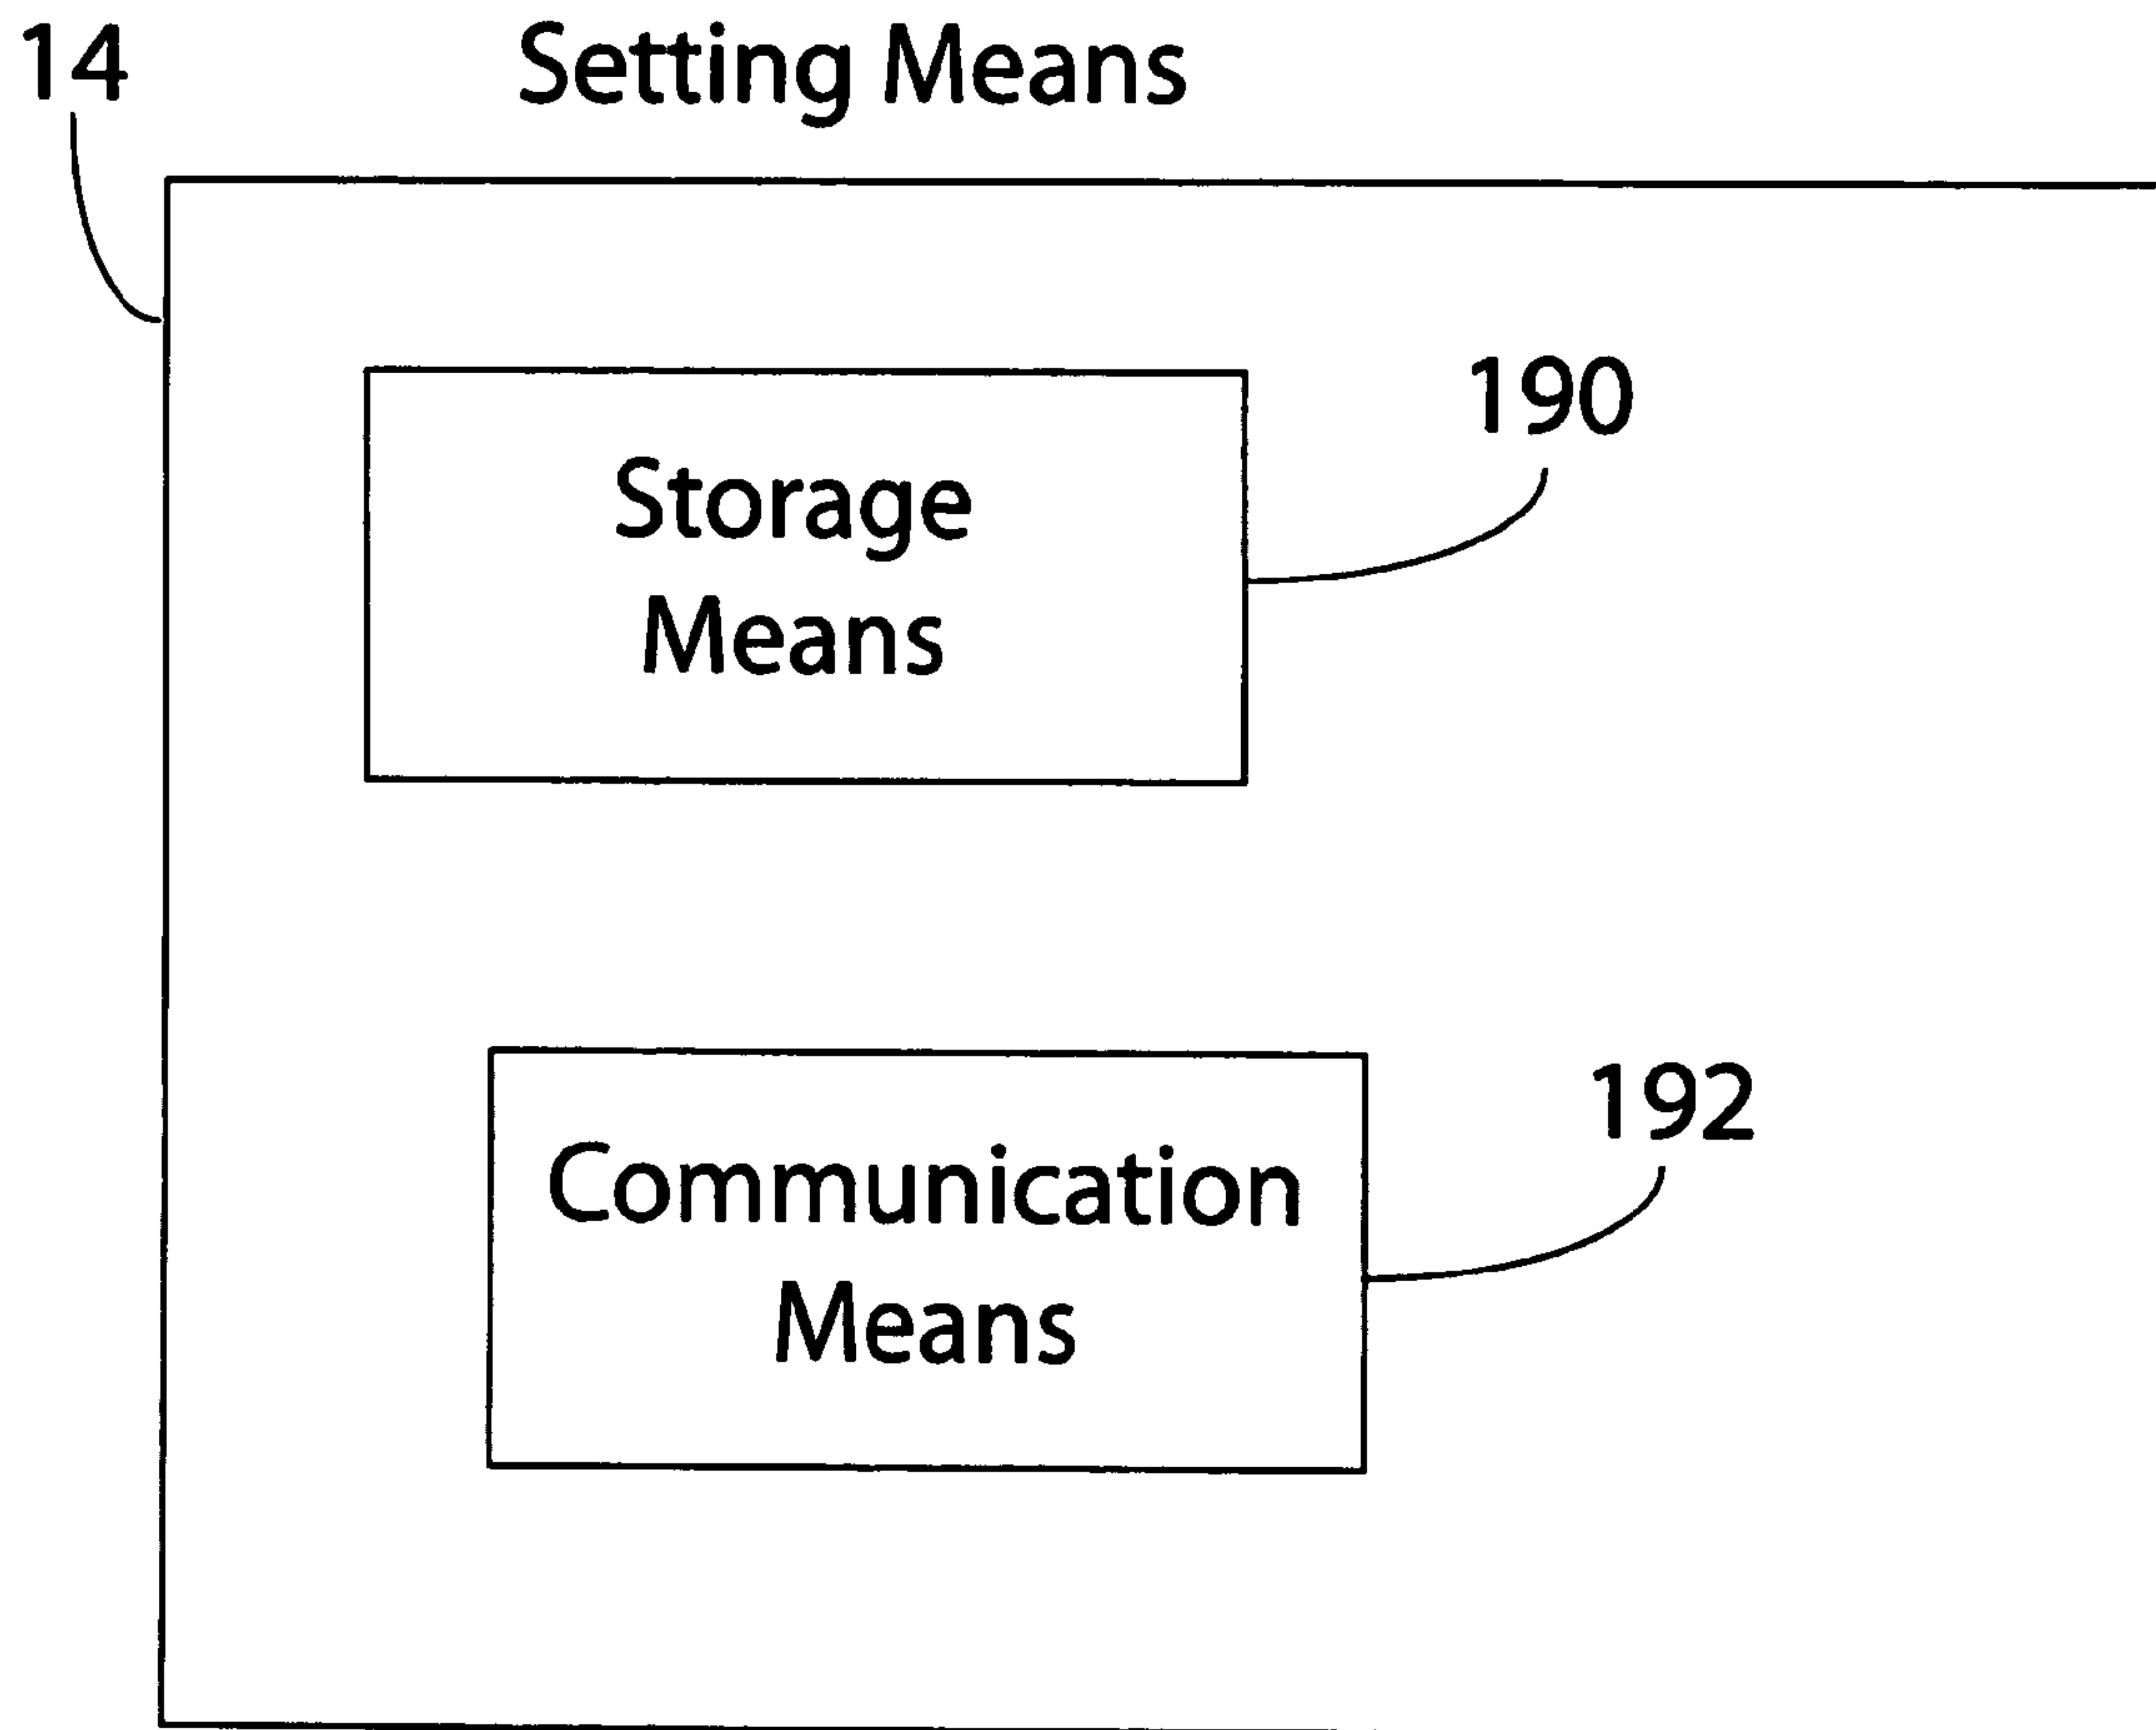 14
Setting Means
190
Storage
Means
192
Communication
Means